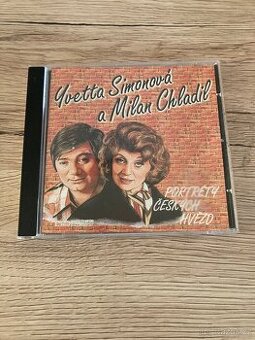 Yvetta Simonová
a Milan Chladil
PORTRÉTY
ČESKÝCH
HVĚZD